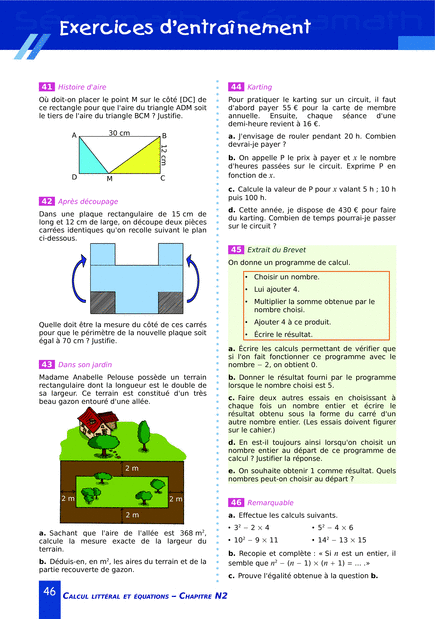 Exercices d'entraînement
41 Histoire d'aire
Où doit-on placer le point M sur le côté [DC] de
ce rectangle pour que l'aire du triangle ADM soit
le tiers de l'aire du triangle BCM ? Justifie.
A 30 cm B
12 cm
D M C
42 Après découpage
Dans une plaque rectangulaire de 15 cm de
long et 12 cm de large, on découpe deux pièces
carrées identiques qu'on recolle suivant le plan
ci-dessous.
Quelle doit être la mesure du côté de ces carrés
pour que le périmètre de la nouvelle plaque soit
égal à 70 cm ? Justifie.
43 Dans son jardin
Madame Anabelle Pelouse possède un terrain
rectangulaire dont la longueur est le double de
sa largeur. Ce terrain est constitué d'un très
beau gazon entouré d'une allée.
2 m
2 m 2 m
2 m
a. Sachant que l'aire de l'allée est 368 m²,
calcule la mesure exacte de la largeur du
terrain.
b. Déduis-en, en m², les aires du terrain et de la
partie recouverte de gazon.
44 Karting
Pour pratiquer le karting sur un circuit, il faut
d'abord payer 55 € pour la carte de membre
annuelle. Ensuite, chaque séance d'une
demi-heure revient à 16 €.
a. J'envisage de rouler pendant 20 h. Combien
devrai-je payer ?
b. On appelle P le prix à payer et x le nombre
d'heures passées sur le circuit. Exprime P en
fonction de x.
c. Calcule la valeur de P pour x valant 5 h ; 10 h
puis 100 h.
d. Cette année, je dispose de 430 € pour faire
du karting. Combien de temps pourrai-je passer
sur le circuit ?
45 Extrait du Brevet
On donne un programme de calcul.
• Choisir un nombre.
• Lui ajouter 4.
• Multiplier la somme obtenue par le
nombre choisi.
• Ajouter 4 à ce produit.
• Écrire le résultat.
a. Écrire les calculs permettant de vérifier que
si l'on fait fonctionner ce programme avec le
nombre − 2, on obtient 0.
b. Donner le résultat fourni par le programme
lorsque le nombre choisi est 5.
c. Faire deux autres essais en choisissant à
chaque fois un nombre entier et écrire le
résultat obtenu sous la forme du carré d'un
autre nombre entier. (Les essais doivent figurer
sur le cahier.)
d. En est-il toujours ainsi lorsqu'on choisit un
nombre entier au départ de ce programme de
calcul ? Justifier la réponse.
e. On souhaite obtenir 1 comme résultat. Quels
nombres peut-on choisir au départ ?
46 Remarquable
a. Effectue les calculs suivants.
• 3² − 2 × 4 • 5² − 4 × 6
• 10² − 9 × 11 • 14² − 13 × 15
b. Recopie et complète : « Si n est un entier, il
semble que n² − (n − 1) × (n + 1) = ... .»
c. Prouve l'égalité obtenue à la question b.
46 Calcul littéral et équations – Chapitre N2